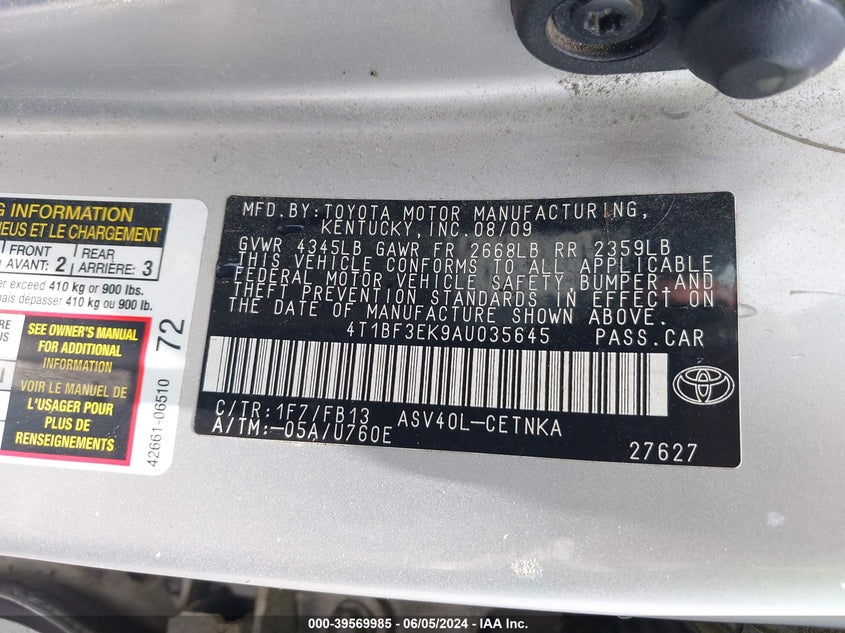 G INFORMATION
NEUS ET LE CHARGEMENT
FRONT
AVANT: 2
REAR
ARRIÈRE: 3
er exceed 410 kg or 900 lbs.
mais dépasser 410 kg ou 900 lb.
SEE OWNER'S MANUAL
FOR ADDITIONAL
INFORMATION
VOIR LE MANUEL DE
L'USAGER POUR
PLUS DE
RENSEIGNEMENTS
72
42661-06510
MFD. BY: TOYOTA MOTOR MANUFACTURING,
KENTUCKY, INC. 08/09
GVWR 4345LB GAWR FR 2668LB RR 2359LB
THIS VEHICLE CONFORMS TO ALL APPLICABLE
FEDERAL MOTOR VEHICLE SAFETY, BUMPER, AND
THEFT PREVENTION STANDARDS IN EFFECT ON
THE DATE OF MANUFACTURE SHOWN ABOVE.
4T1BF3EK9AU035645 PASS.CAR
C/TR: 1F7/FB13 ASV40L-CETNKA
A/TM:-05A/U760E
27627
000-39569985 - 06/05/2024 - IAA Inc.